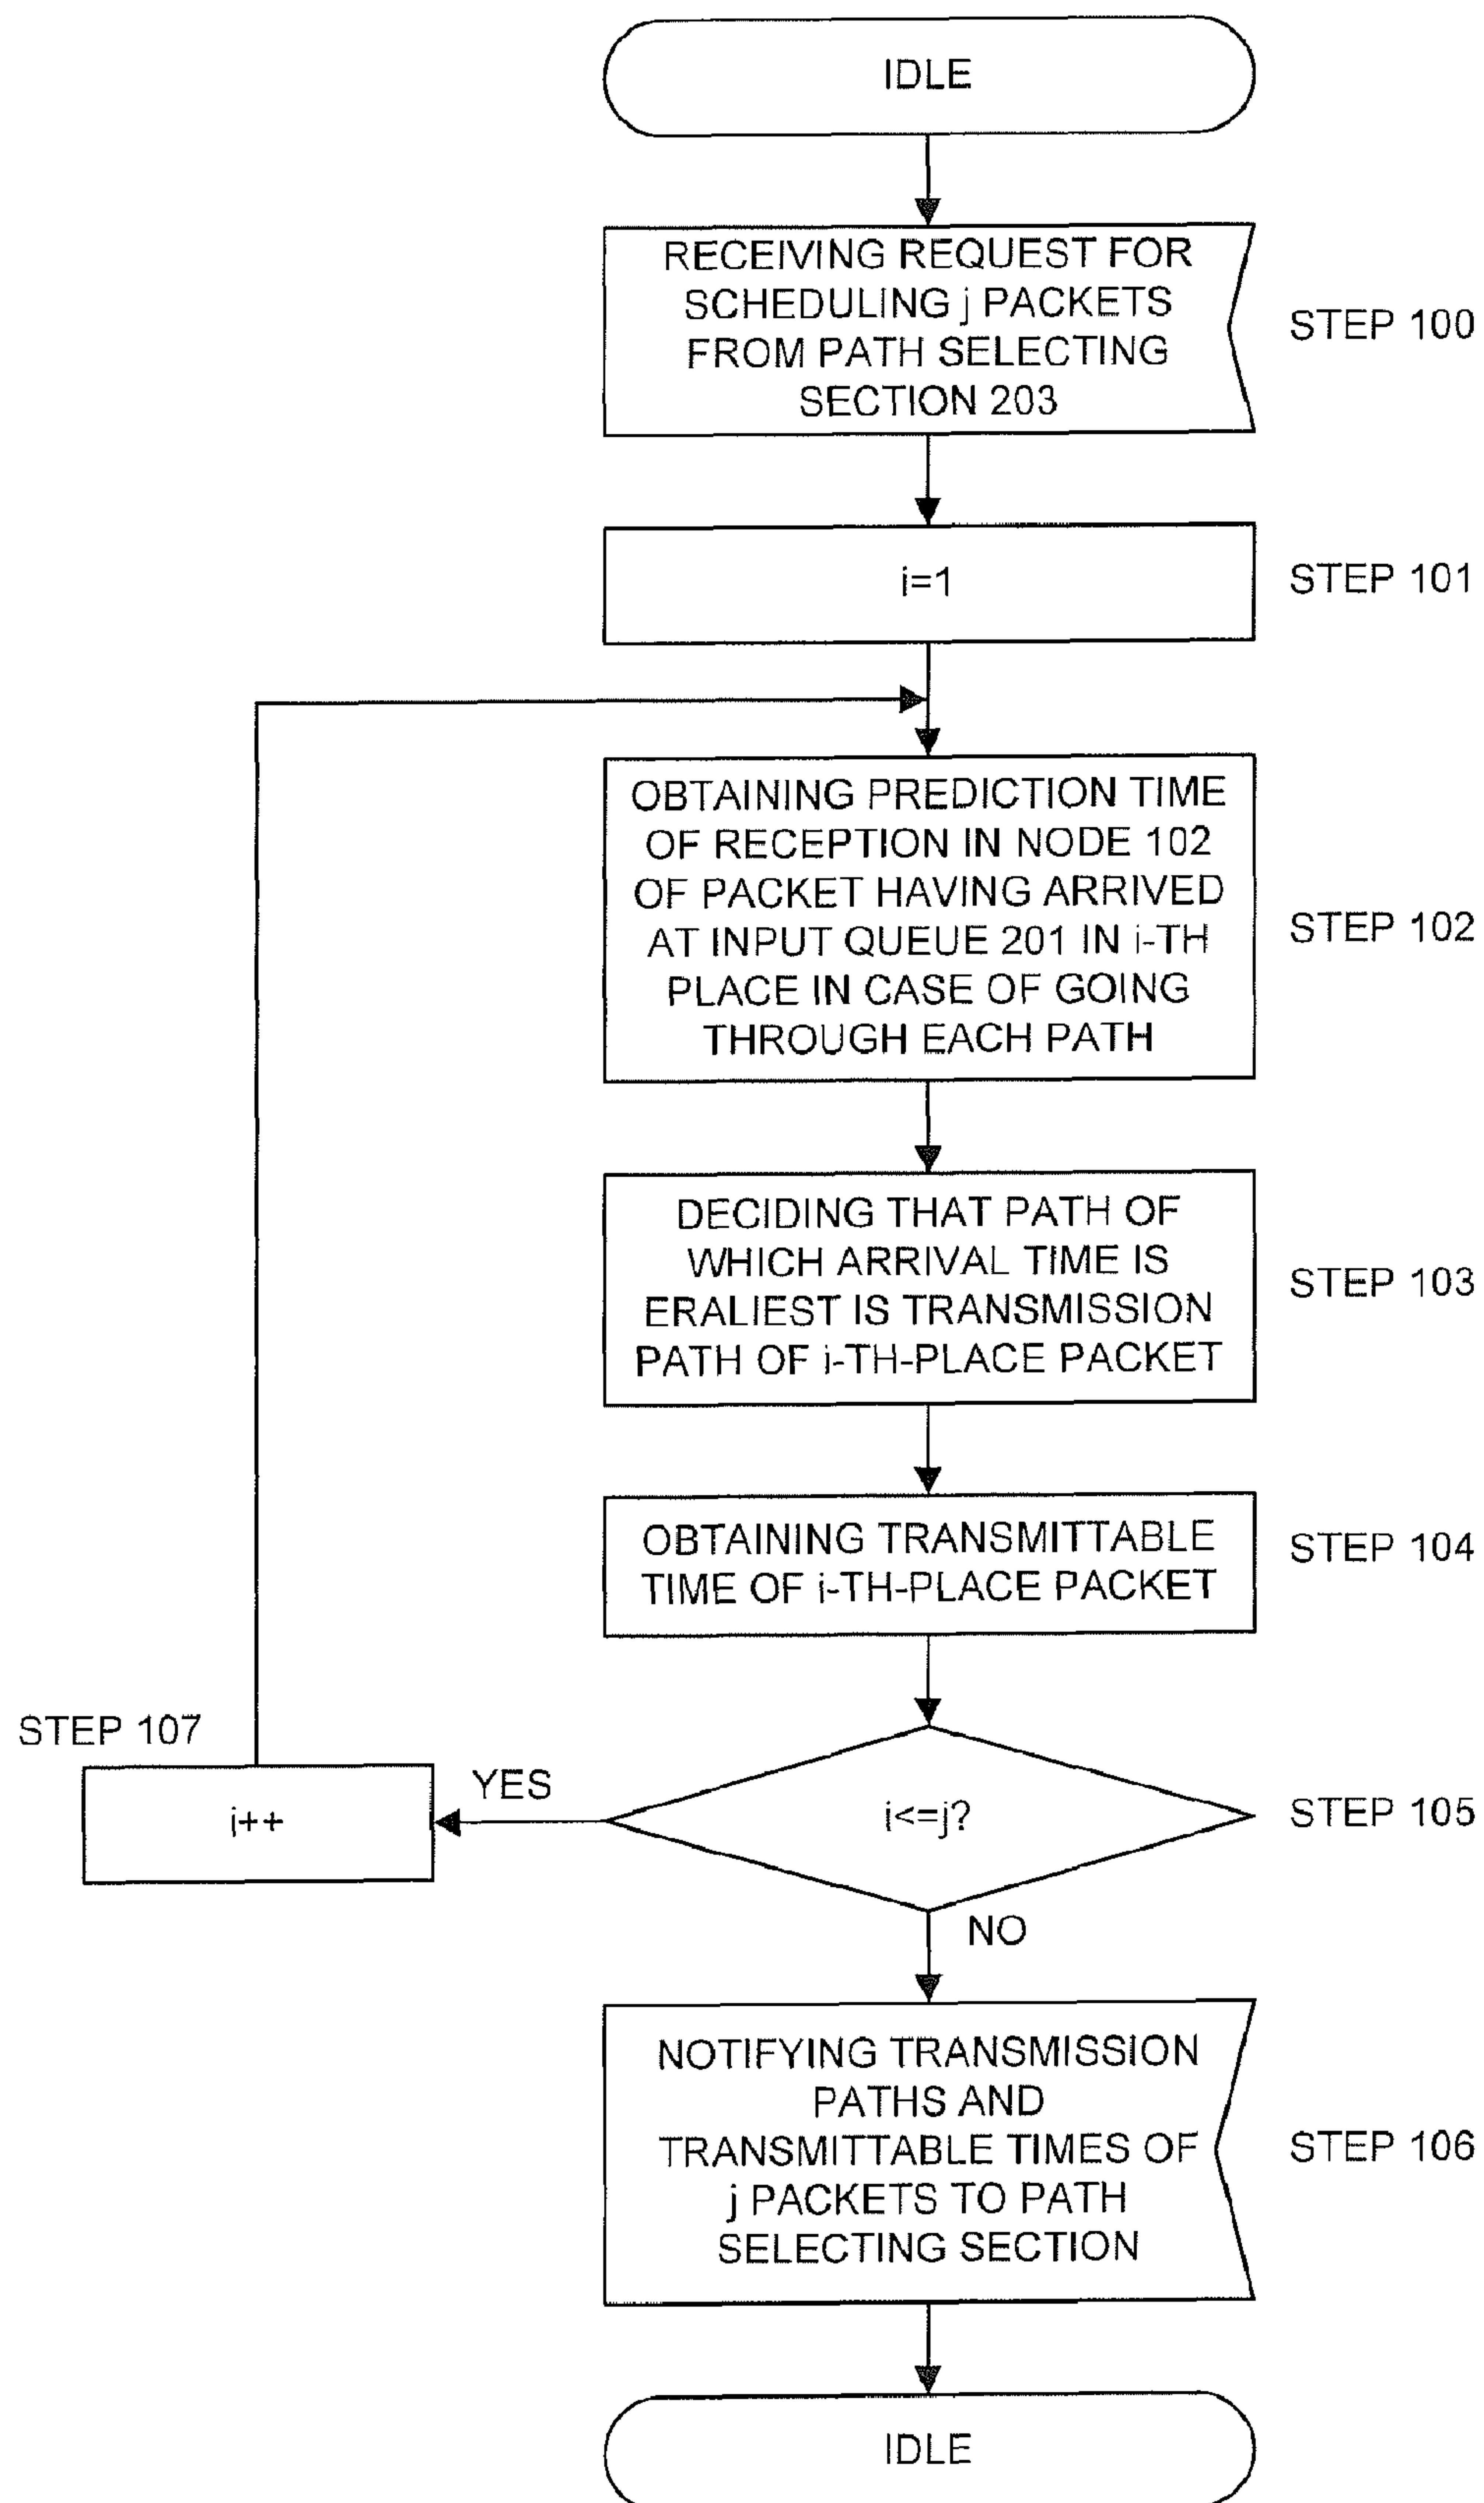 IDLE
RECEIVING REQUEST FOR
SCHEDULING j PACKETS
FROM PATH SELECTING
SECTION 203
STEP 100
i=1
STEP 101
OBTAINING PREDICTION TIME
OF RECEPTION IN NODE 102
OF PACKET HAVING ARRIVED
AT INPUT QUEUE 201 IN i-TH
PLACE IN CASE OF GOING
THROUGH EACH PATH
STEP 102
DECIDING THAT PATH OF
WHICH ARRIVAL TIME IS
ERALIEST IS TRANSMISSION
PATH OF i-TH-PLACE PACKET
STEP 103
OBTAINING TRANSMITTABLE
TIME OF i-TH-PLACE PACKET
STEP 104
STEP 107
i++
YES
i<=j?
STEP 105
NO
NOTIFYING TRANSMISSION
PATHS AND
TRANSMITTABLE TIMES OF
j PACKETS TO PATH
SELECTING SECTION
STEP 106
IDLE